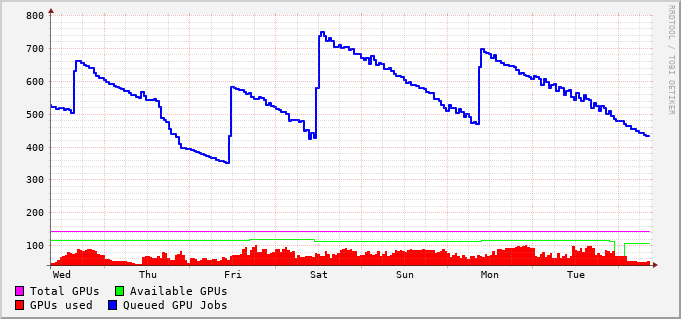 800
700
600
500
400
300
200
100
Wed Thu Fri Sat Sun Mon Tue
Total GPUs Available GPUs
GPUs used Queued GPU Jobs
RRDTOOL / TOBI OETIKER